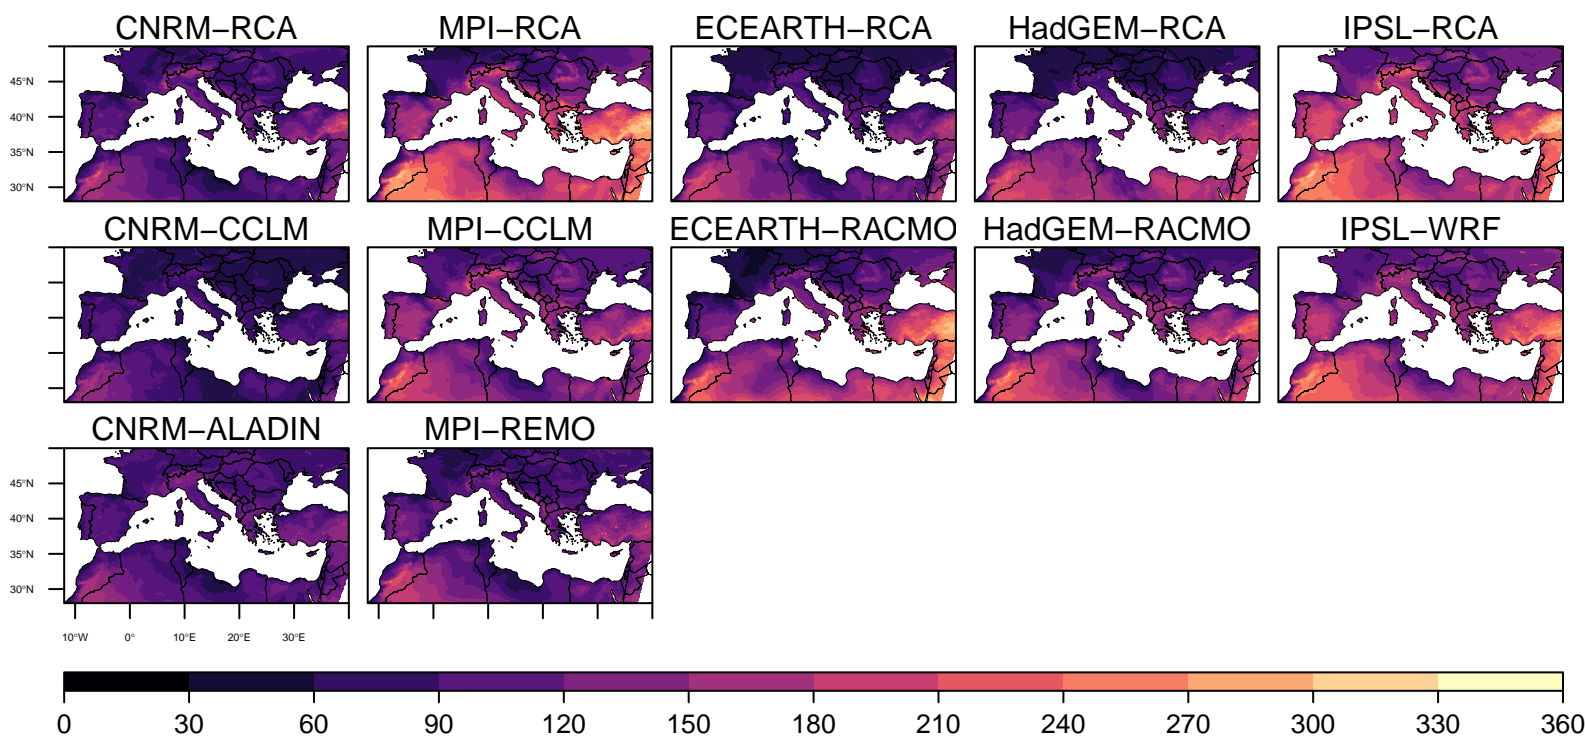 CNRM−RCA MPI−RCA ECEARTH−RCA HadGEM−RCA IPSL−RCA
45°N
40°N
35°N
30°N
CNRM−CCLM MPI−CCLM ECEARTH−RACMO HadGEM−RACMO IPSL−WRF
CNRM−ALADIN MPI−REMO
45°N
40°N
35°N
30°N
10°W 0° 10°E 20°E 30°E
0 30 60 90 120 150 180 210 240 270 300 330 360